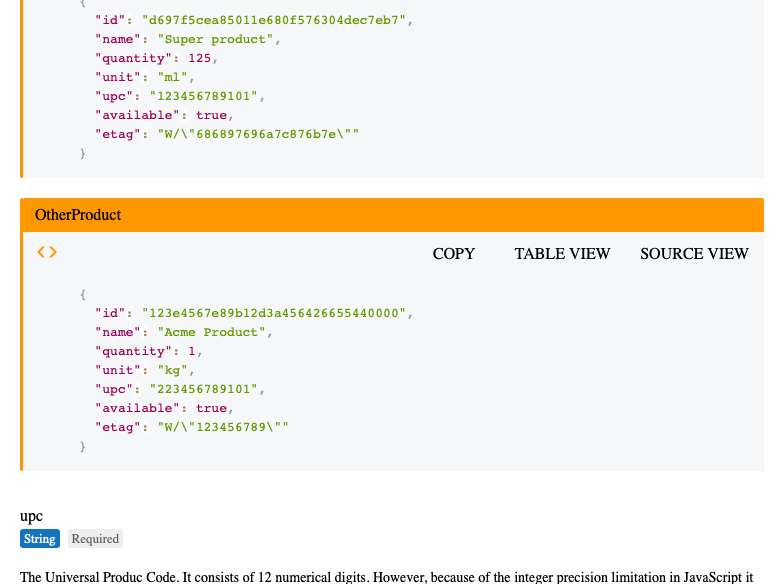 {
"id": "d697f5cea85011e680f576304dec7eb7",
"name": "Super product",
"quantity": 125,
"unit": "ml",
"upc": "123456789101",
"available": true,
"etag": "W/\"686897696a7c876b7e\""
}
OtherProduct
<> COPY TABLE VIEW SOURCE VIEW
{
"id": "123e4567e89b12d3a456426655440000",
"name": "Acme Product",
"quantity": 1,
"unit": "kg",
"upc": "223456789101",
"available": true,
"etag": "W/\"123456789\""
}
upc
String Required
The Universal Produc Code. It consists of 12 numerical digits. However, because of the integer precision limitation in JavaScript it